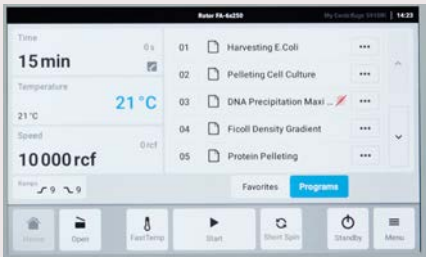 Rotor FA-6x250
14:23
Time
0 s
15 min
Temperature
21 °C
21 °C
Speed
0 rcf
10 000 rcf
Ramps
9 9
01 Harvesting E.Coli
02 Pelleting Cell Culture
03 DNA Precipitation Maxi ...
04 Ficoll Density Gradient
05 Protein Pelleting
Favorites Programs
Home
Open
FastTemp
Start
Short Spin
Standby
Menu